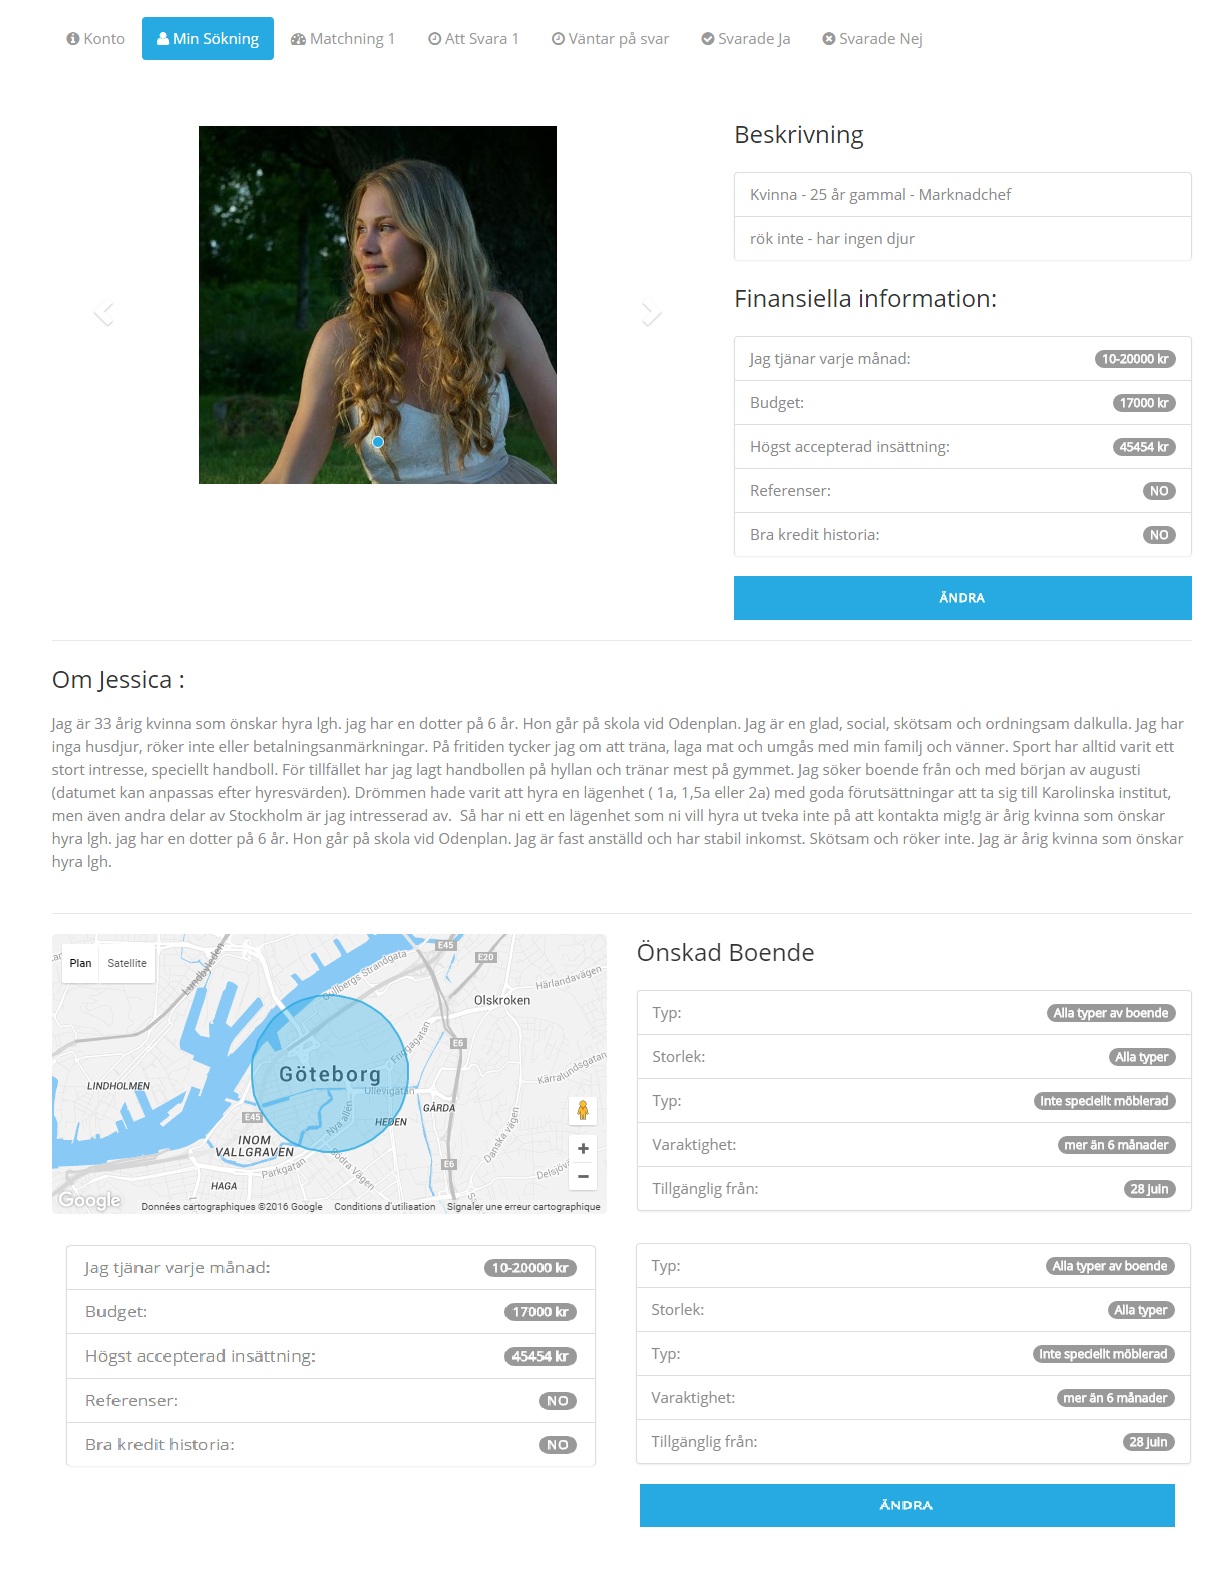 Konto
Min Sökning
Matchning 1
Att Svara 1
Väntar på svar
Svarade Ja
Svarade Nej
Beskrivning
Kvinna - 25 år gammal - Marknadchef
rök inte - har ingen djur
Finansiella information:
Jag tjänar varje månad: 10-20000 kr
Budget: 17000 kr
Högst accepterad insättning: 45454 kr
Referenser: NO
Bra kredit historia: NO
ÄNDRA
Om Jessica :
Jag är 33 årig kvinna som önskar hyra lgh. jag har en dotter på 6 år. Hon går på skola vid Odenplan. Jag är en glad, social, skötsam och ordningsam dalkulla. Jag har
inga husdjur, röker inte eller betalningsanmärkningar. På fritiden tycker jag om att träna, laga mat och umgås med min familj och vänner. Sport har alltid varit ett
stort intresse, speciellt handboll. För tillfället har jag lagt handbollen på hyllan och tränar mest på gymmet. Jag söker boende från och med början av augusti
(datumet kan anpassas efter hyresvärden). Drömmen hade varit att hyra en lägenhet ( 1a, 1,5a eller 2a) med goda förutsättningar att ta sig till Karolinska institut,
men även andra delar av Stockholm är jag intresserad av. Så har ni ett en lägenhet som ni vill hyra ut tveka inte på att kontakta mig!g är årig kvinna som önskar
hyra lgh. jag har en dotter på 6 år. Hon går på skola vid Odenplan. Jag är fast anställd och har stabil inkomst. Skötsam och röker inte. Jag är årig kvinna som önskar
hyra lgh.
Plan
Satellite
Lundbyleden
E45
E20
Gullbergs Strandgata
Härlandavägen
Olskroken
E6
Friggagatan
Göteborg
Kärralundsgatan
LINDHOLMEN
Ullevigatan
GÅRDA
E45
Nya allén
HEDEN
Danska vägen
INOM
VALLGRAVEN
Parkgatan
Södra Vägen
E6
Delsjöv
HAGA
S:
Google
Données cartographiques ©2016 Google
Conditions d'utilisation
Signaler une erreur cartographique
Önskad Boende
Typ: Alla typer av boende
Storlek: Alla typer
Typ: Inte speciellt möblerad
Varaktighet: mer än 6 månader
Tillgänglig från: 28 juin
Jag tjänar varje månad: 10-20000 kr
Budget: 17000 kr
Högst accepterad insättning: 45454 kr
Referenser: NO
Bra kredit historia: NO
Typ: Alla typer av boende
Storlek: Alla typer
Typ: Inte speciellt möblerad
Varaktighet: mer än 6 månader
Tillgänglig från: 28 juin
ÄNDRA